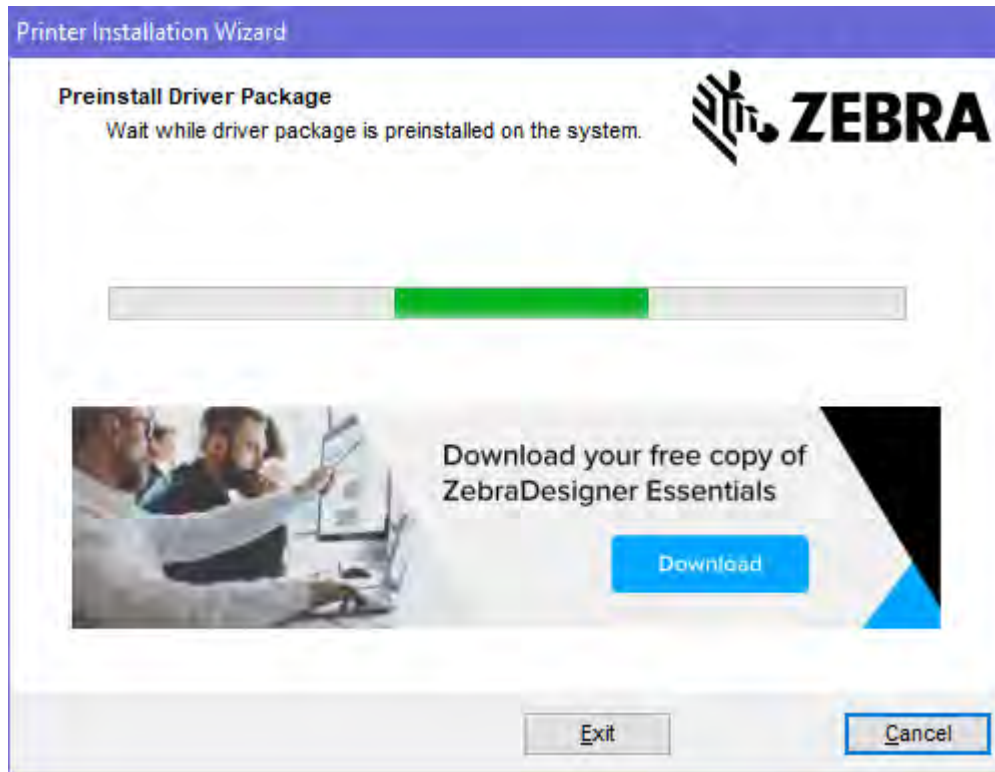 Printer Installation Wizard
Preinstall Driver Package
Wait while driver package is preinstalled on the system.
ZEBRA
Download your free copy of
ZebraDesigner Essentials
Download
Exit
Cancel